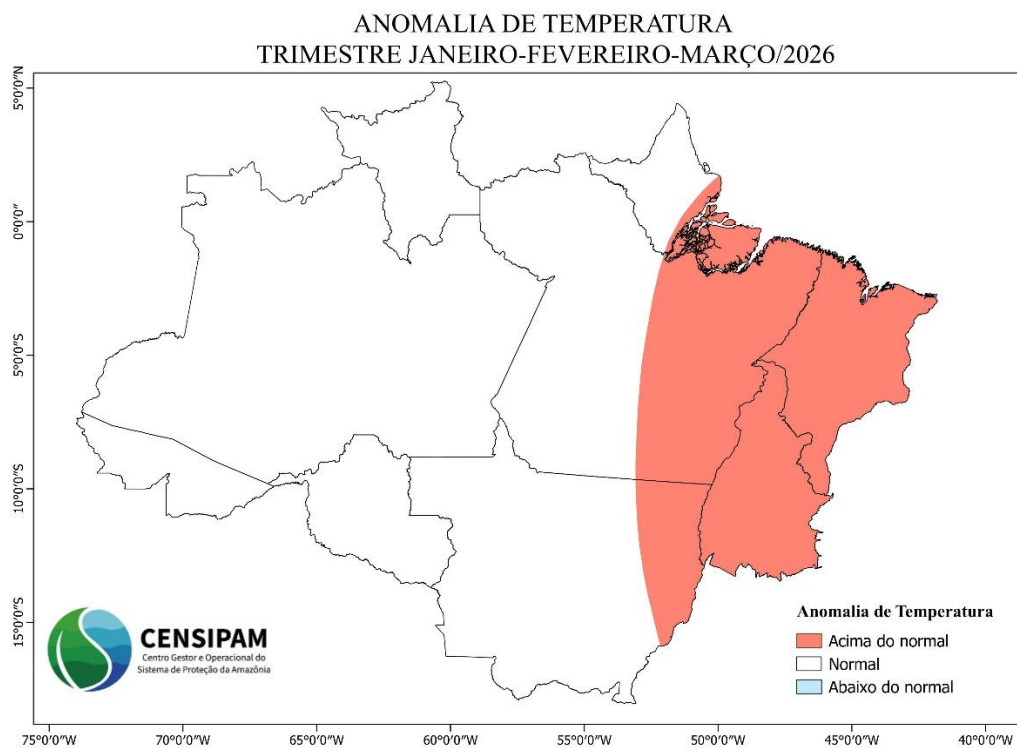 ANOMALIA DE TEMPERATURA
TRIMESTRE JANEIRO-FEVEREIRO-MARÇO/2026
5°0'0"N
0°0'0"
5°0'0"S
10°0'0"S
15°0'0"S
CENSIPAM
Centro Gestor e Operacional do
Sistema de Proteção da Amazônia
Anomalia de Temperatura
Acima do normal
Normal
Abaixo do normal
75°0'0"W 70°0'0"W 65°0'0"W 60°0'0"W 55°0'0"W 50°0'0"W 45°0'0"W 40°0'0"W